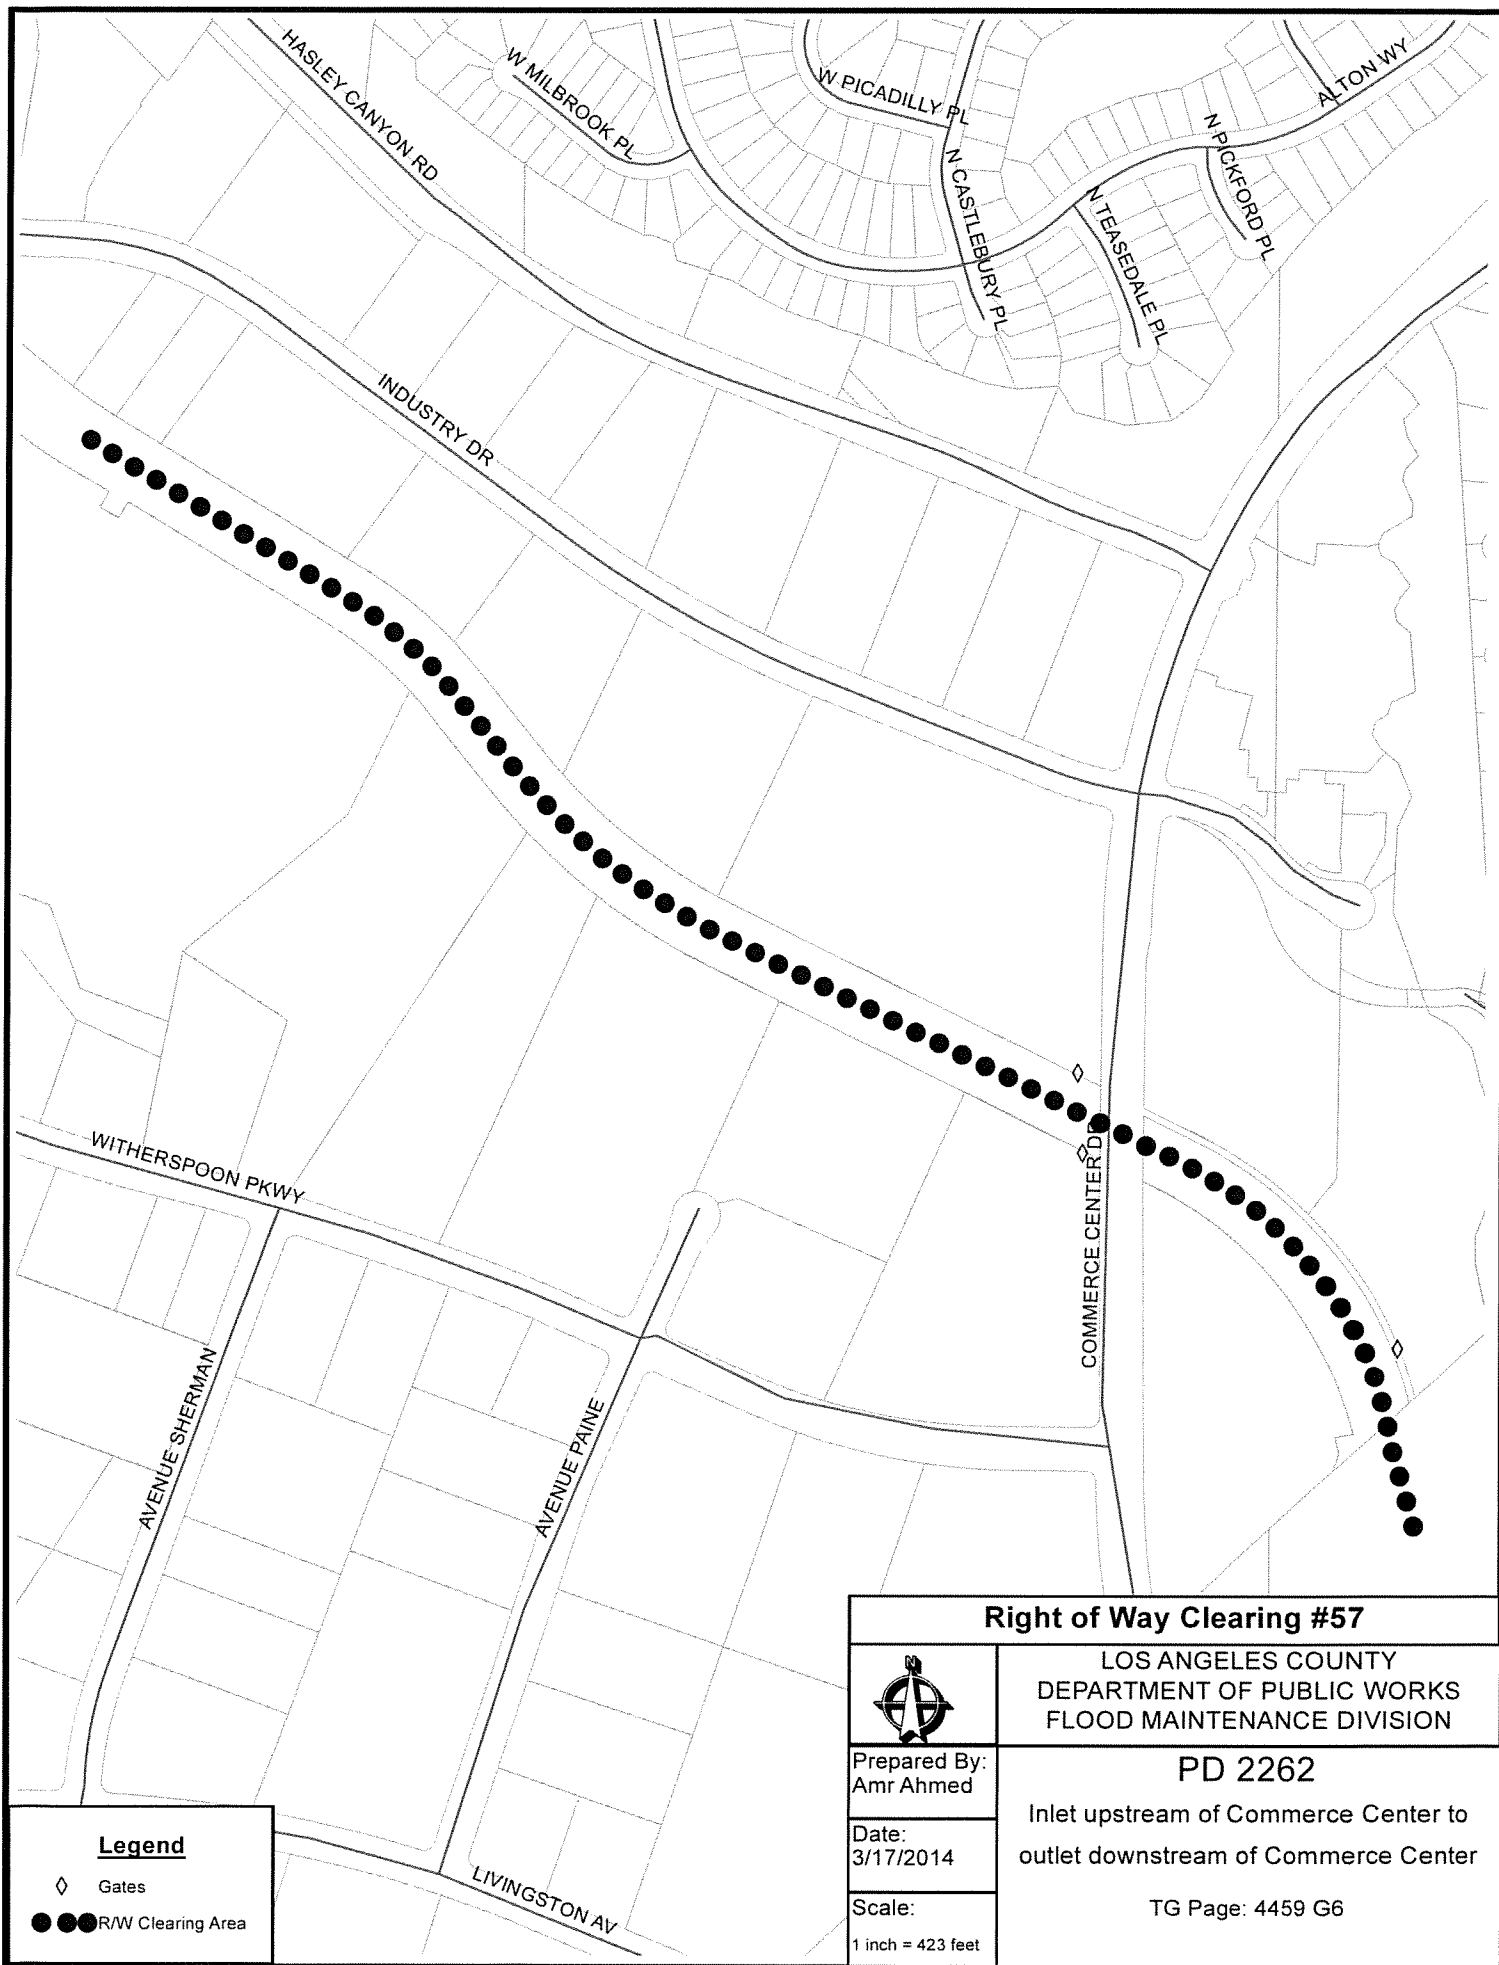 HASLEY CANYON RD
W MILBROOK PL
W PICADILLY PL
ALTON WY
N PICKFORD PL
N CASTLEBURY PL
N TEASEDALE PL
INDUSTRY DR
WITHERSPOON PKWY
COMMERCE CENTER DR
AVENUE SHERMAN
AVENUE PAINE
LIVINGSTON AV
Legend
Gates
R/W Clearing Area
Right of Way Clearing #57
N
LOS ANGELES COUNTY
DEPARTMENT OF PUBLIC WORKS
FLOOD MAINTENANCE DIVISION
Prepared By:
Amr Ahmed
Date:
3/17/2014
Scale:
1 inch = 423 feet
PD 2262
Inlet upstream of Commerce Center to
outlet downstream of Commerce Center
TG Page: 4459 G6